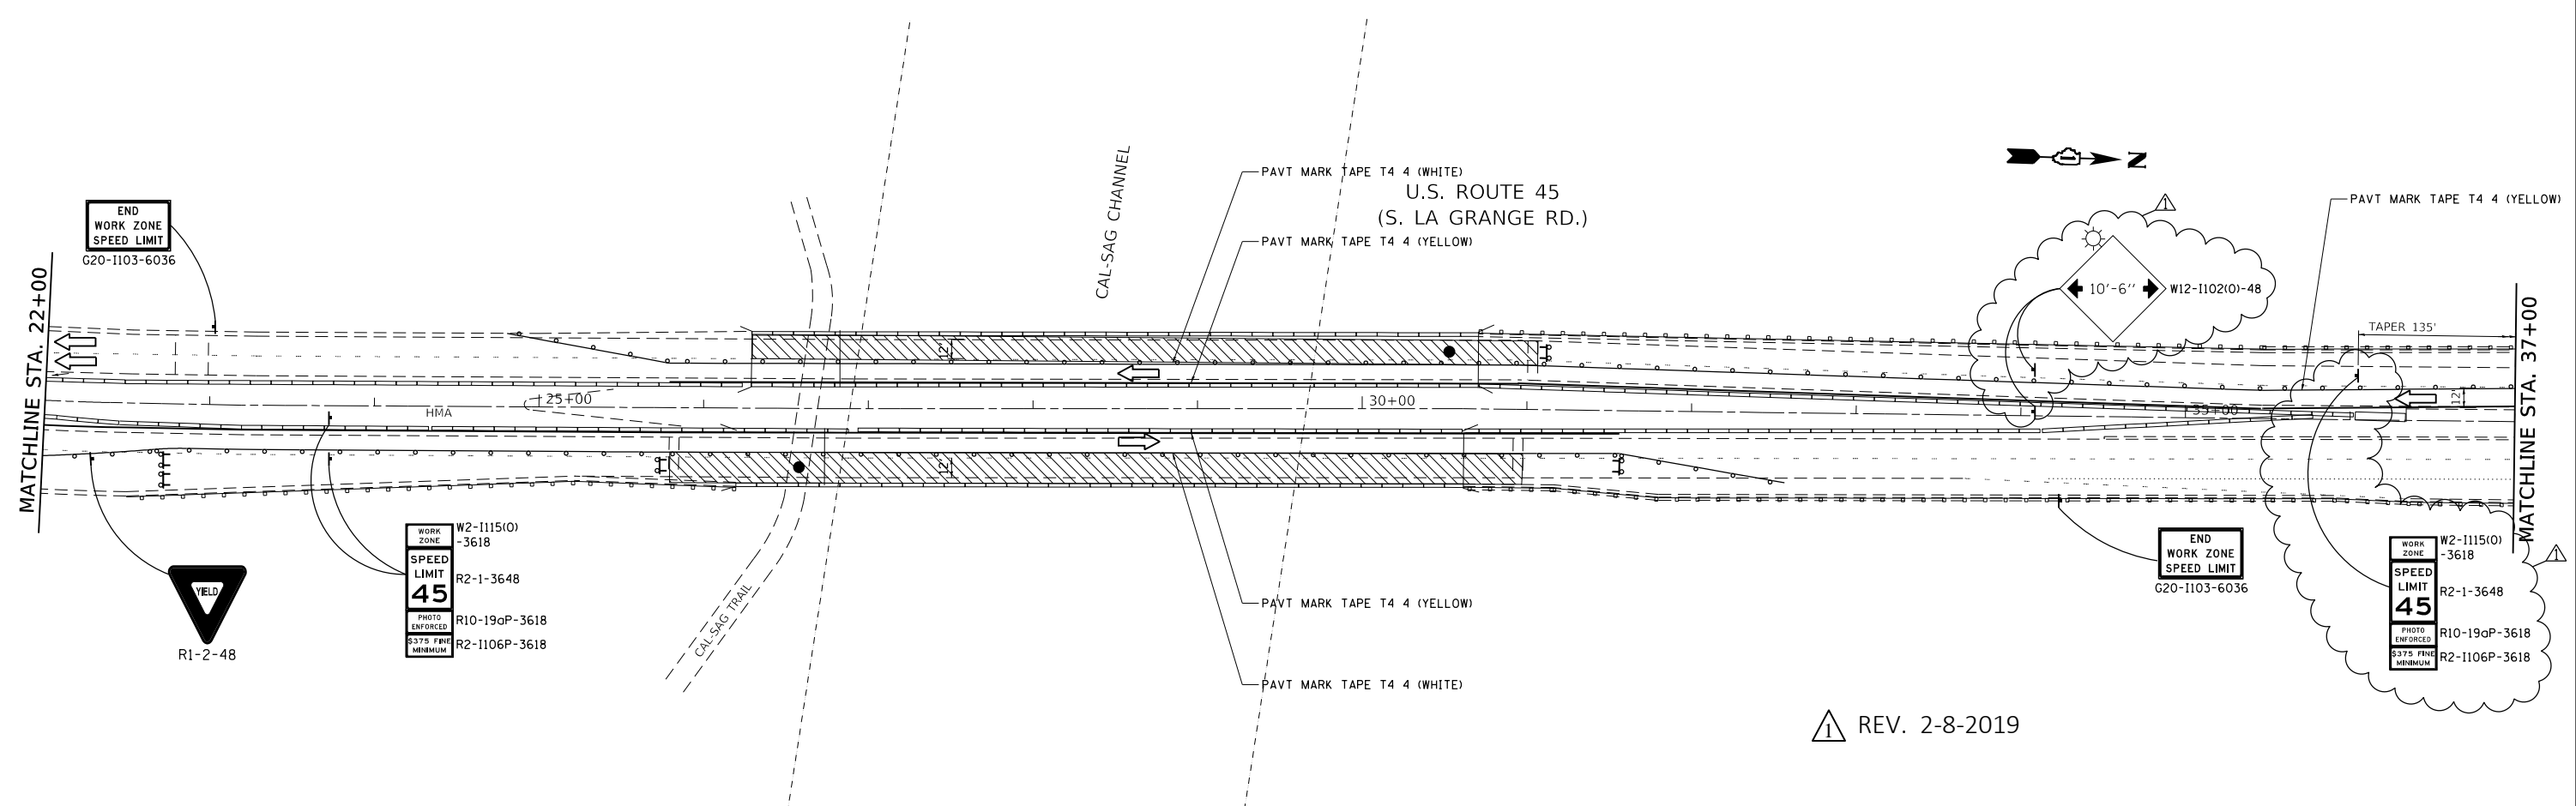 MATCHLINE STA. 22+00
END
WORK ZONE
SPEED LIMIT
G20-I103-6036
YIELD
R1-2-48
HMA
WORK
ZONE
SPEED
LIMIT
45
PHOTO
ENFORCED
$375 FINE
MINIMUM
W2-I115(O)
-3618
R2-1-3648
R10-19aP-3618
R2-I106P-3618
25+00
12'
12'
CAL-SAG TRAIL
CAL-SAG CHANNEL
PAVT MARK TAPE T4 4 (WHITE)
U.S. ROUTE 45
(S. LA GRANGE RD.)
PAVT MARK TAPE T4 4 (YELLOW)
30+00
PAVT MARK TAPE T4 4 (YELLOW)
PAVT MARK TAPE T4 4 (WHITE)
N
1
10'-6"
W12-I102(O)-48
PAVT MARK TAPE T4 4 (YELLOW)
TAPER 135'
12'
35+00
END
WORK ZONE
SPEED LIMIT
G20-I103-6036
WORK
ZONE
SPEED
LIMIT
45
PHOTO
ENFORCED
$375 FINE
MINIMUM
W2-I115(O)
-3618
R2-1-3648
R10-19aP-3618
R2-I106P-3618
1
MATCHLINE STA. 37+00
1 REV. 2-8-2019